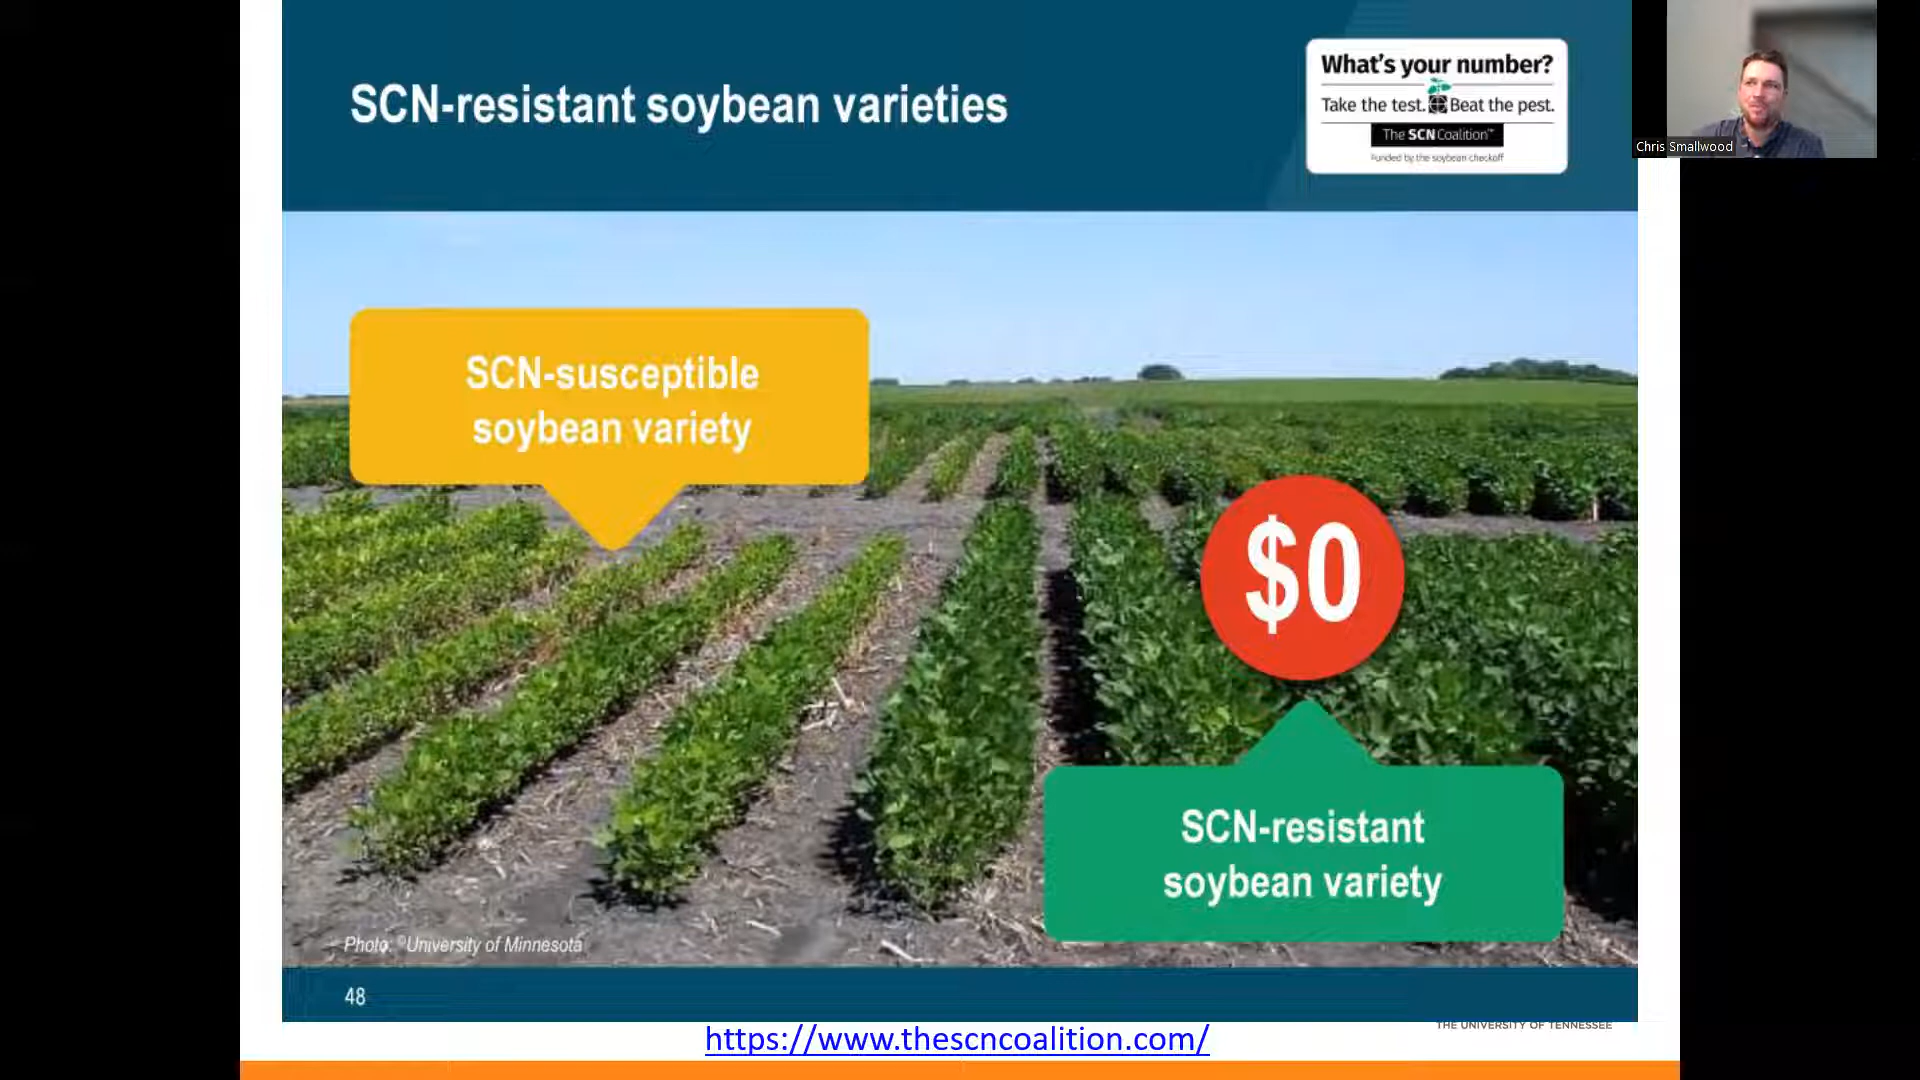 SCN-resistant soybean varieties
What's your number?
Take the test. Beat the pest.
The SCN Coalition™
Funded by the soybean checkoff
Chris Smallwood
SCN-susceptible
soybean variety
$0
SCN-resistant
soybean variety
Photo: ©University of Minnesota
48
THE UNIVERSITY OF TENNESSEE
https://www.thescncoalition.com/